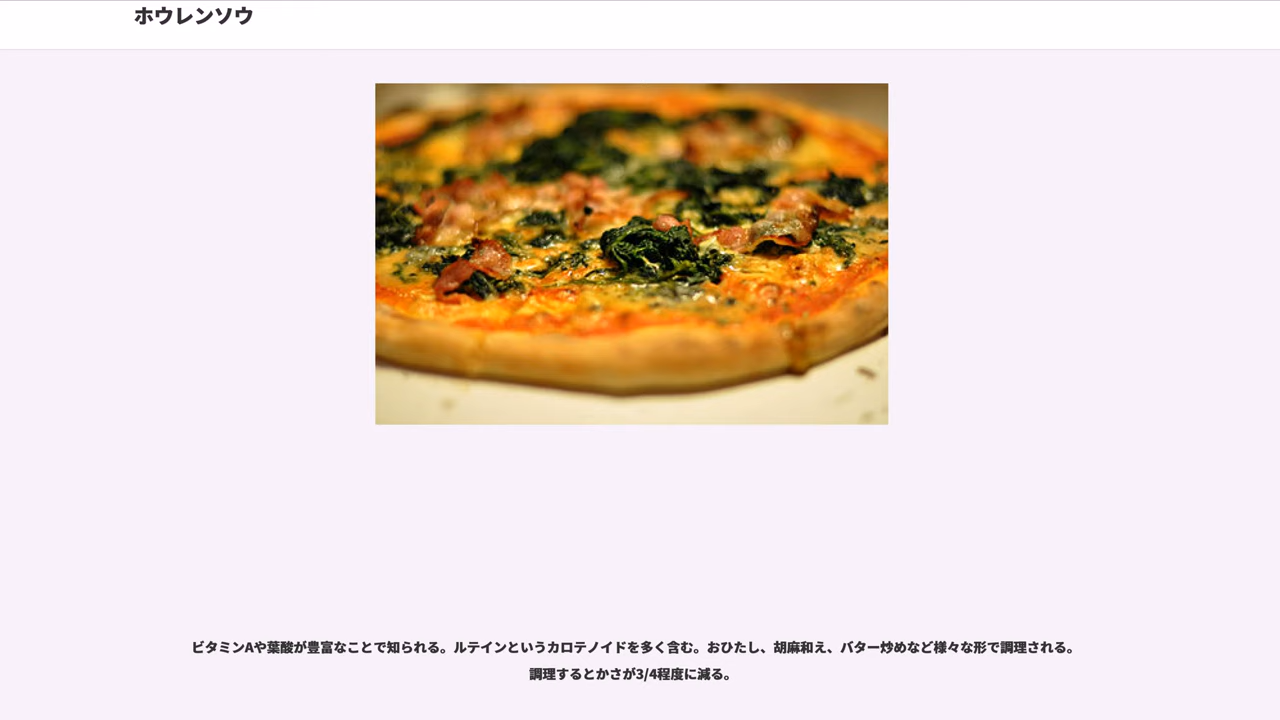 ホウレンソウ
ビタミンAや葉酸が豊富なことで知られる。ルテインというカロテノイドを多く含む。おひたし、胡麻和え、バター炒めなど様々な形で調理される。
調理するとかさが3/4程度に減る。